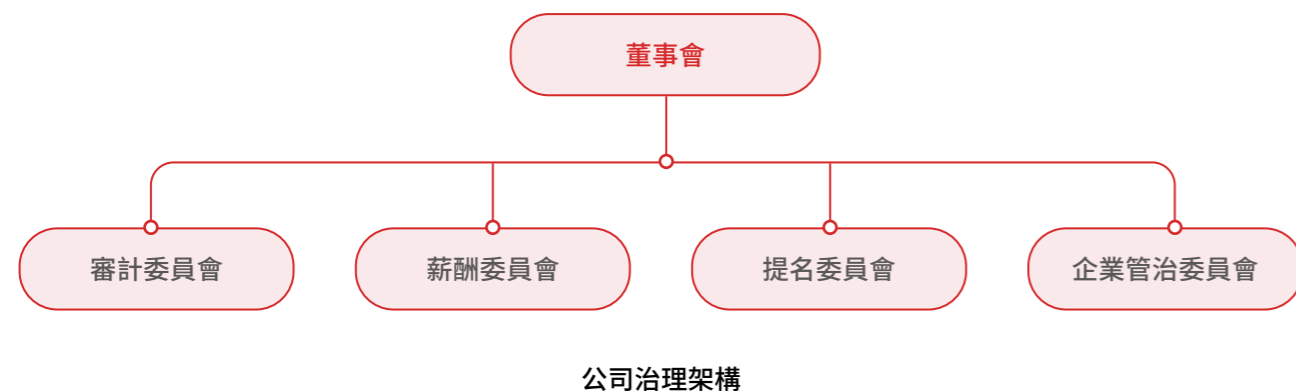 董事會
審計委員會
薪酬委員會
提名委員會
企業管治委員會
公司治理架構